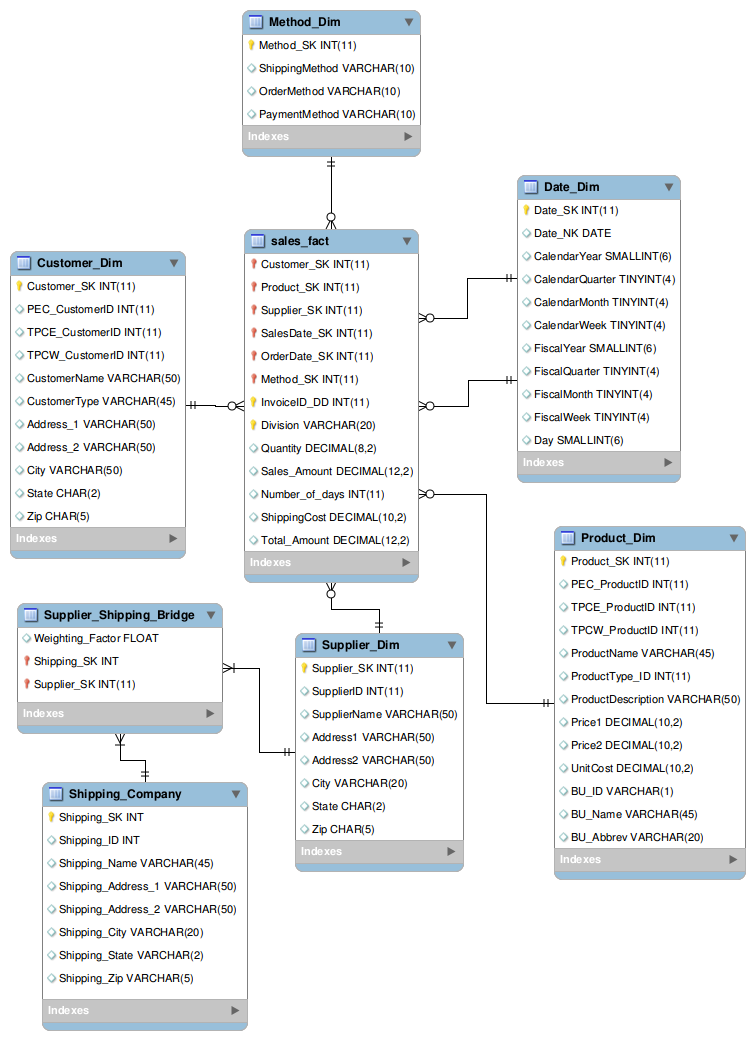 Method_Dim
Method_SK INT(11)
ShippingMethod VARCHAR(10)
OrderMethod VARCHAR(10)
PaymentMethod VARCHAR(10)
Indexes
Date_Dim
Date_SK INT(11)
Date_NK DATE
CalendarYear SMALLINT(6)
CalendarQuarter TINYINT(4)
CalendarMonth TINYINT(4)
CalendarWeek TINYINT(4)
FiscalYear SMALLINT(6)
FiscalQuarter TINYINT(4)
FiscalMonth TINYINT(4)
FiscalWeek TINYINT(4)
Day SMALLINT(6)
Indexes
sales_fact
Customer_SK INT(11)
Product_SK INT(11)
Supplier_SK INT(11)
SalesDate_SK INT(11)
OrderDate_SK INT(11)
Method_SK INT(11)
InvoiceID_DD INT(11)
Division VARCHAR(20)
Quantity DECIMAL(8,2)
Sales_Amount DECIMAL(12,2)
Number_of_days INT(11)
ShippingCost DECIMAL(10,2)
Total_Amount DECIMAL(12,2)
Indexes
Customer_Dim
Customer_SK INT(11)
PEC_CustomerID INT(11)
TPCE_CustomerID INT(11)
TPCW_CustomerID INT(11)
CustomerName VARCHAR(50)
CustomerType VARCHAR(45)
Address_1 VARCHAR(50)
Address_2 VARCHAR(50)
City VARCHAR(50)
State CHAR(2)
Zip CHAR(5)
Indexes
Product_Dim
Product_SK INT(11)
PEC_ProductID INT(11)
TPCE_ProductID INT(11)
TPCW_ProductID INT(11)
ProductName VARCHAR(45)
ProductType_ID INT(11)
ProductDescription VARCHAR(50)
Price1 DECIMAL(10,2)
Price2 DECIMAL(10,2)
UnitCost DECIMAL(10,2)
BU_ID VARCHAR(1)
BU_Name VARCHAR(45)
BU_Abbrev VARCHAR(20)
Indexes
Supplier_Shipping_Bridge
Weighting_Factor FLOAT
Shipping_SK INT
Supplier_SK INT(11)
Indexes
Supplier_Dim
Supplier_SK INT(11)
SupplierID INT(11)
SupplierName VARCHAR(50)
Address1 VARCHAR(50)
Address2 VARCHAR(50)
City VARCHAR(20)
State CHAR(2)
Zip CHAR(5)
Indexes
Shipping_Company
Shipping_SK INT
Shipping_ID INT
Shipping_Name VARCHAR(45)
Shipping_Address_1 VARCHAR(50)
Shipping_Address_2 VARCHAR(50)
Shipping_City VARCHAR(20)
Shipping_State VARCHAR(2)
Shipping_Zip VARCHAR(5)
Indexes